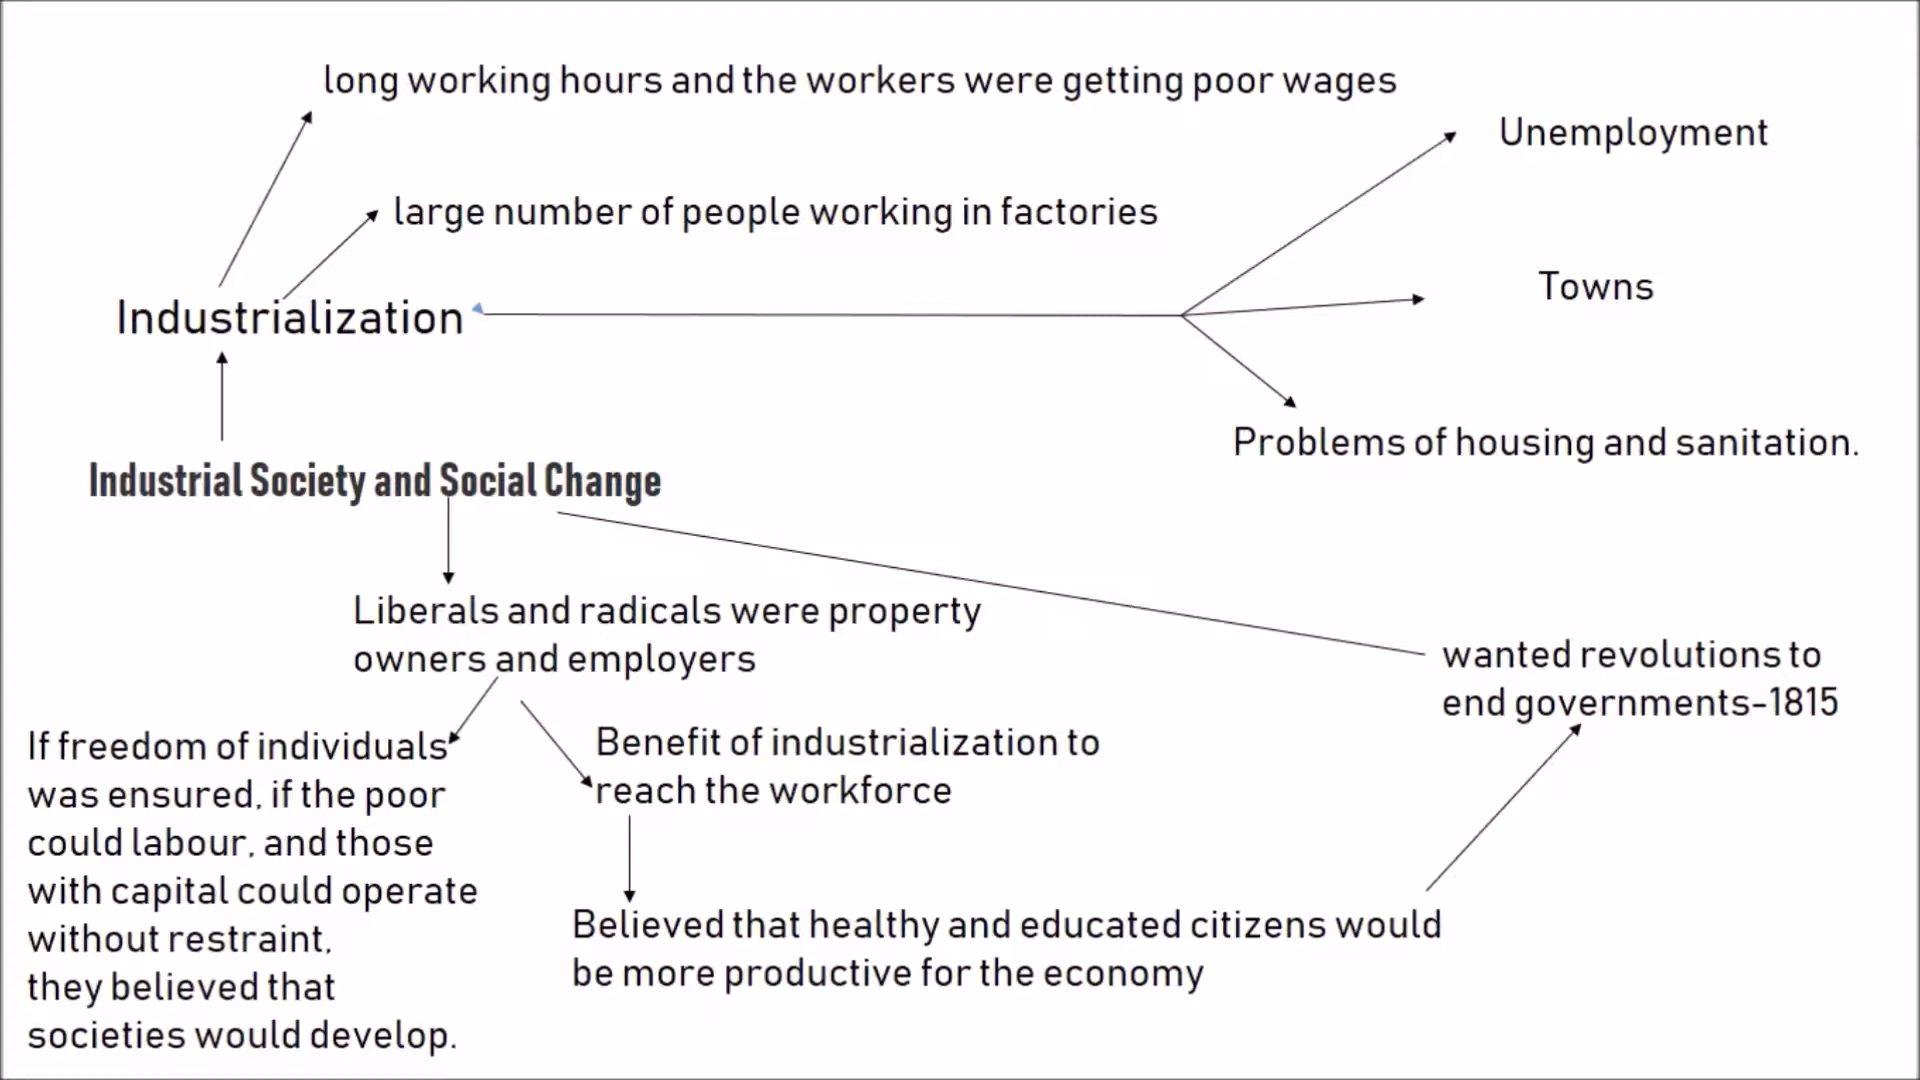 long working hours and the workers were getting poor wages
Unemployment
large number of people working in factories
Towns
Industrialization
Problems of housing and sanitation.
Industrial Society and Social Change
Liberals and radicals were property
owners and employers
wanted revolutions to
end governments-1815
If freedom of individuals
was ensured, if the poor
could labour, and those
with capital could operate
without restraint,
they believed that
societies would develop.
Benefit of industrialization to
reach the workforce
Believed that healthy and educated citizens would
be more productive for the economy